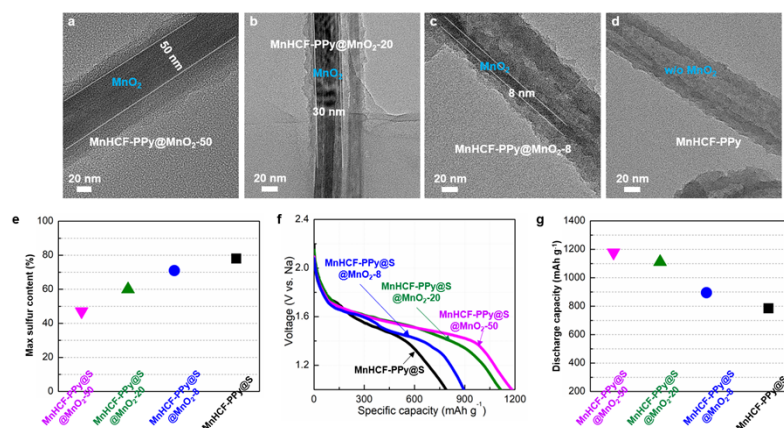 a
50 nm
MnO2
MnHCF-PPy@MnO2-50
20 nm
b
MnHCF-PPy@MnO2-20
MnO2
30 nm
20 nm
c
MnO2
8 nm
MnHCF-PPy@MnO2-8
20 nm
d
w/o MnO2
MnHCF-PPy
20 nm
e
Max sulfur content (%)
100
80
60
40
20
0
MnHCF-PPy@S
@MnO2-50
MnHCF-PPy@S
@MnO2-20
MnHCF-PPy@S
@MnO2-8
MnHCF-PPy@S
f
Voltage (V vs. Na)
2.4
2.0
1.6
1.2
MnHCF-PPy@S
@MnO2-8
MnHCF-PPy@S
@MnO2-20
MnHCF-PPy@S
@MnO2-50
MnHCF-PPy@S
0 300 600 900 1200
Specific capacity (mAh g-1)
g
Discharge capacity (mAh g-1)
1400
1200
1000
800
600
400
200
0
MnHCF-PPy@S
@MnO2-50
MnHCF-PPy@S
@MnO2-20
MnHCF-PPy@S
@MnO2-8
MnHCF-PPy@S